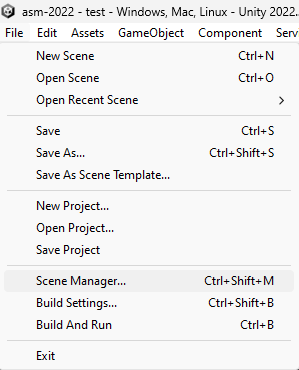 asm-2022 - test - Windows, Mac, Linux - Unity 2022.
File Edit Assets GameObject Component Serv
New Scene Ctrl+N
Open Scene Ctrl+O
Open Recent Scene
Save Ctrl+S
Save As... Ctrl+Shift+S
Save As Scene Template...
New Project...
Open Project...
Save Project
Scene Manager... Ctrl+Shift+M
Build Settings... Ctrl+Shift+B
Build And Run Ctrl+B
Exit